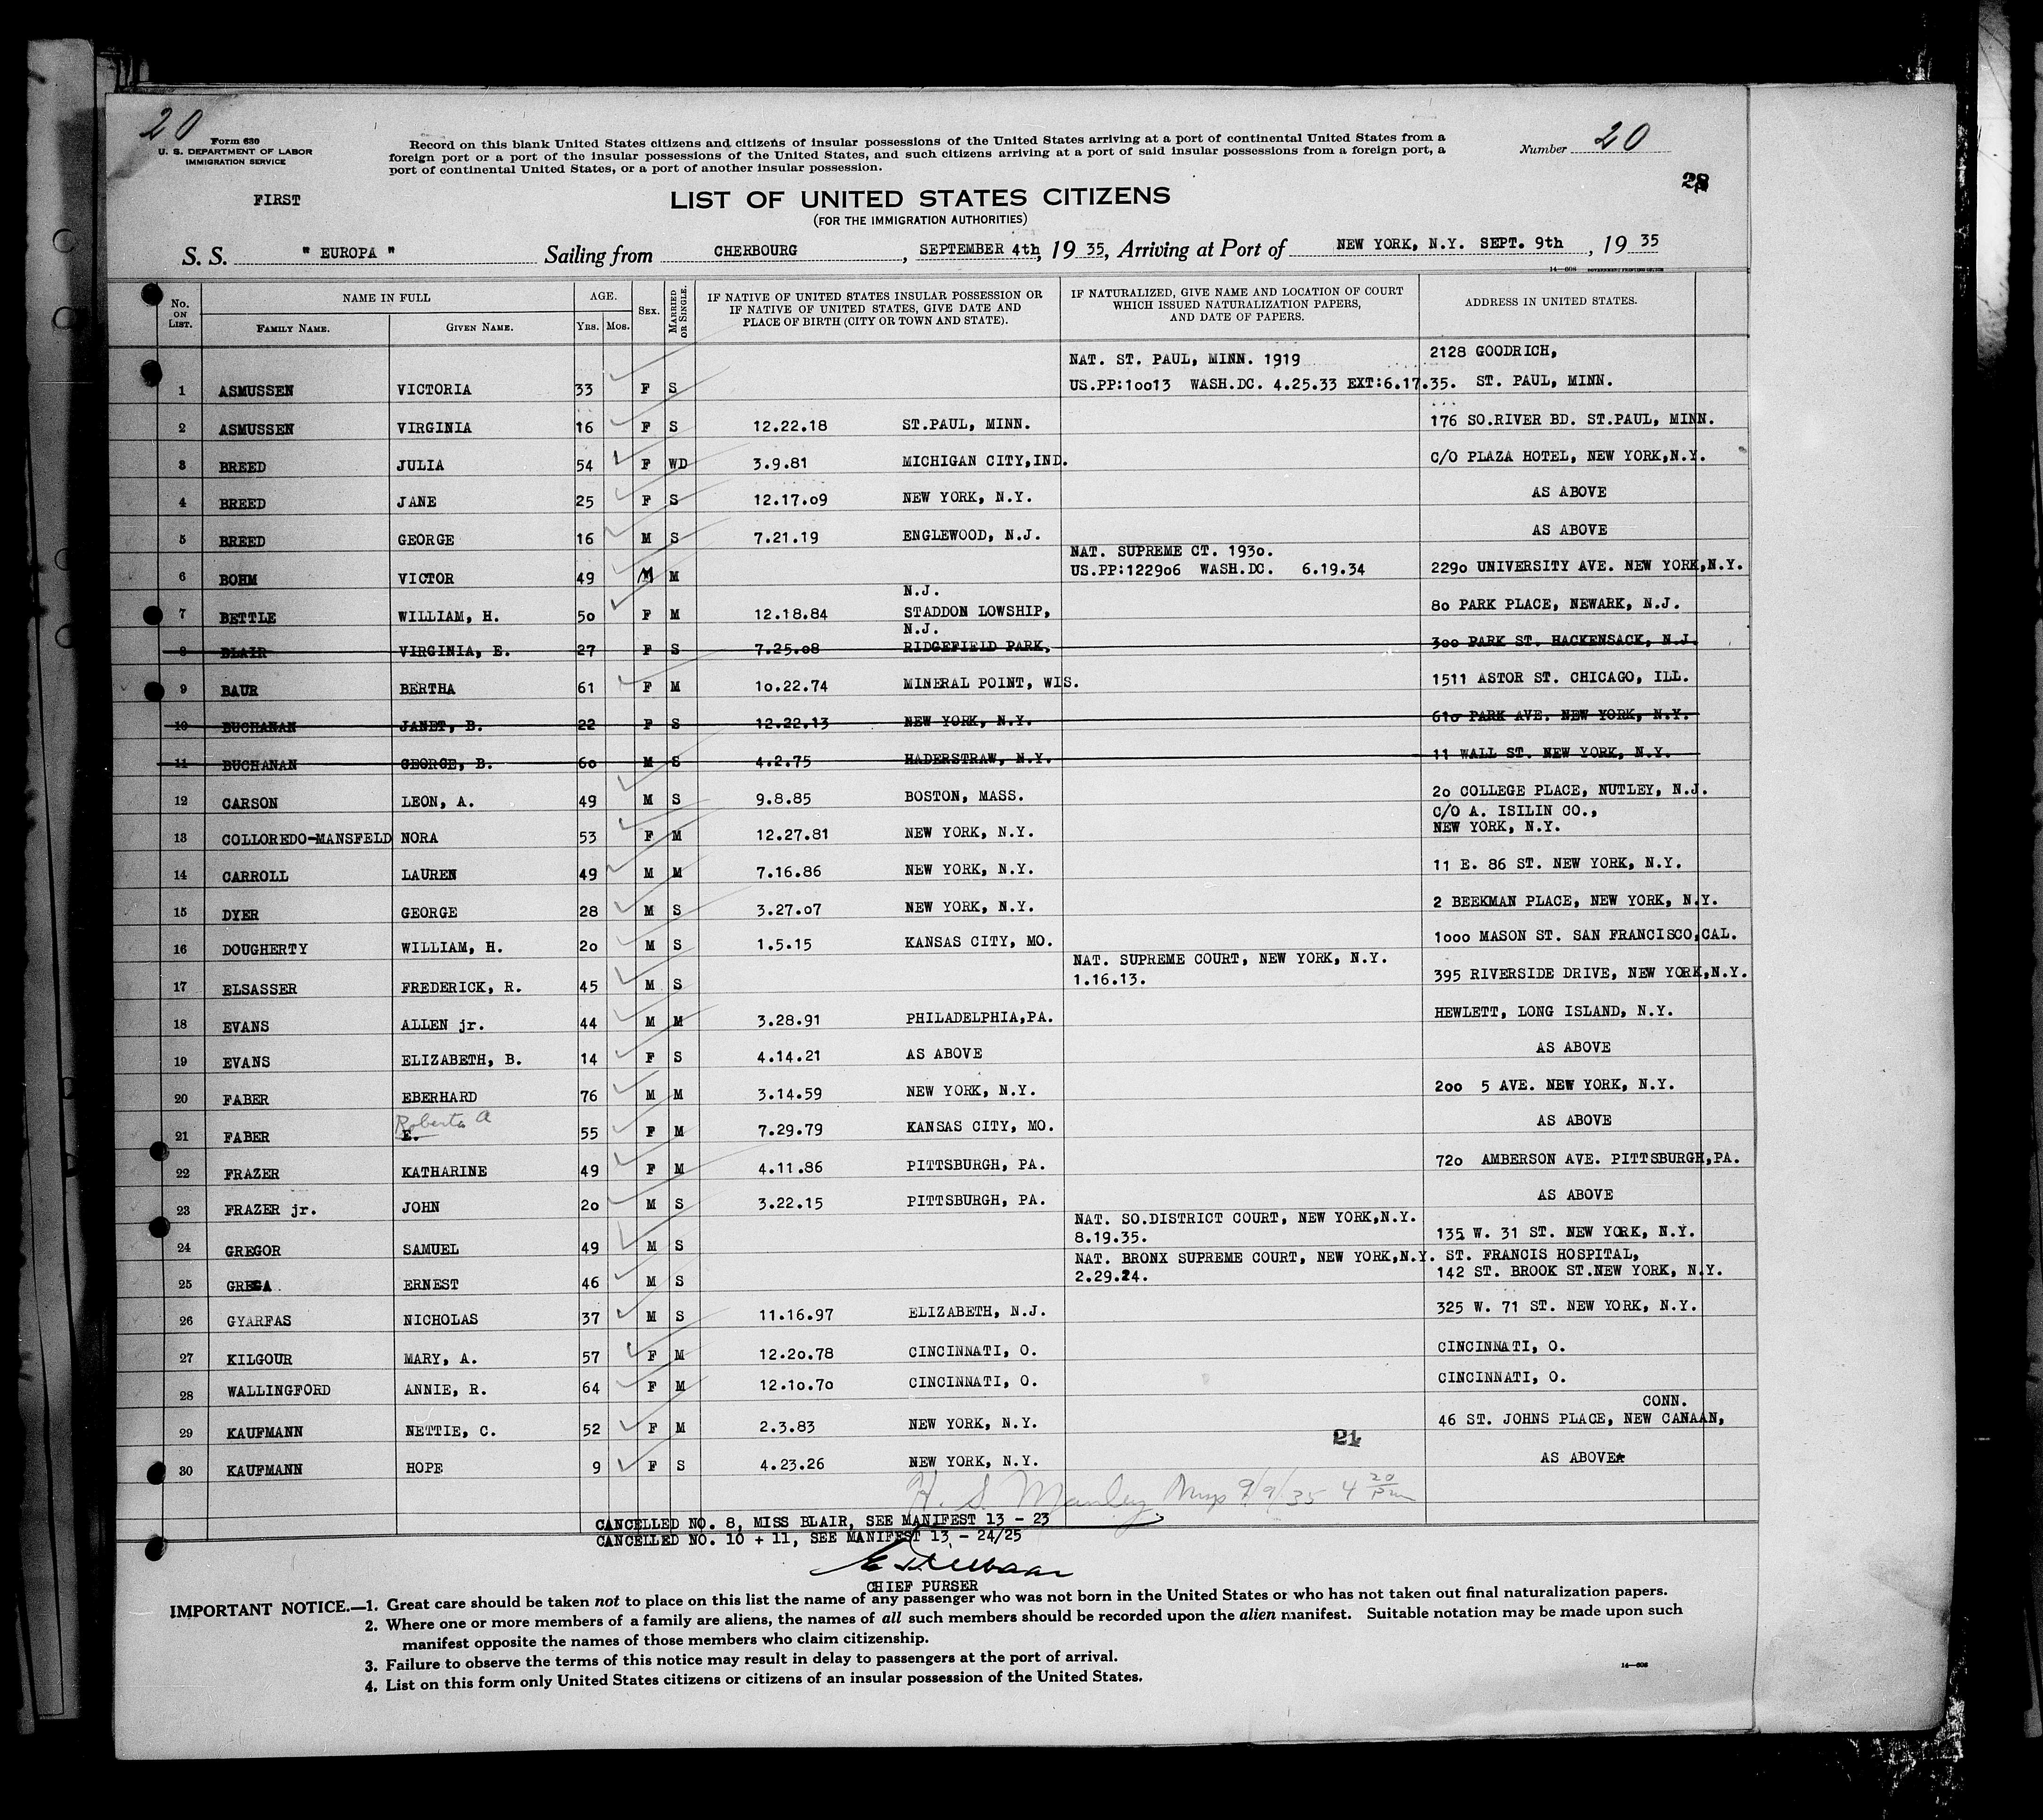 20
Form 630
U. S. DEPARTMENT OF LABOR
IMMIGRATION SERVICE
Record on this blank United States citizens and citizens of insular possessions of the United States arriving at a port of continental United States from a
foreign port or a port of the insular possessions of the United States, and such citizens arriving at a port of said insular possessions from a foreign port, a
port of continental United States, or a port of another insular possession.
Number 20
28
FIRST
LIST OF UNITED STATES CITIZENS
(FOR THE IMMIGRATION AUTHORITIES)
S. S. " EUROPA " Sailing from CHERBOURG, SEPTEMBER 4th, 19 35, Arriving at Port of NEW YORK, N.Y. SEPT. 9th, 19 35
14—606 GOVERNMENT PRINTING OFFICE
No. ON LIST. NAME IN FULL FAMILY NAME. GIVEN NAME. AGE. YRS. MOS. SEX. MARRIED OR SINGLE. IF NATIVE OF UNITED STATES INSULAR POSSESSION OR IF NATIVE OF UNITED STATES, GIVE DATE AND PLACE OF BIRTH (CITY OR TOWN AND STATE). IF NATURALIZED, GIVE NAME AND LOCATION OF COURT WHICH ISSUED NATURALIZATION PAPERS, AND DATE OF PAPERS. ADDRESS IN UNITED STATES.
NAT. ST. PAUL, MINN. 1919 2128 GOODRICH,
1 ASMUSSEN VICTORIA 33 F S US.PP:10013 WASH.DC. 4.25.33 EXT:6.17.35. ST. PAUL, MINN.
2 ASMUSSEN VIRGINIA 16 F S 12.22.18 ST.PAUL, MINN. 176 SO.RIVER BD. ST.PAUL, MINN.
3 BREED JULIA 54 F WD 3.9.81 MICHIGAN CITY,IND. C/O PLAZA HOTEL, NEW YORK,N.Y.
4 BREED JANE 25 F S 12.17.09 NEW YORK, N.Y. AS ABOVE
5 BREED GEORGE 16 M S 7.21.19 ENGLEWOOD, N.J. AS ABOVE
NAT. SUPREME CT. 1930.
6 BOHM VICTOR 49 M M US.PP:122906 WASH.DC. 6.19.34 2290 UNIVERSITY AVE. NEW YORK,N.Y.
N.J.
7 BETTLE WILLIAM, H. 50 F M 12.18.84 STADDON LOWSHIP, 80 PARK PLACE, NEWARK, N.J.
N.J.
8 BLAIR VIRGINIA, E. 27 F S 7.25.08 RIDGEFIELD PARK, 300 PARK ST. HACKENSACK, N.J.
9 BAUR BERTHA 61 F M 10.22.74 MINERAL POINT, WIS. 1511 ASTOR ST. CHICAGO, ILL.
10 BUCHANAN JANET, B. 22 F S 12.22.13 NEW YORK, N.Y. 610 PARK AVE. NEW YORK, N.Y.
11 BUCHANAN GEORGE, B. 60 M S 4.2.75 HADERSTRAW, N.Y. 11 WALL ST. NEW YORK, N.Y.
12 CARSON LEON, A. 49 M S 9.8.85 BOSTON, MASS. 20 COLLEGE PLACE, NUTLEY, N.J.
C/O A. ISILIN CO.,
13 COLLOREDO-MANSFELD NORA 53 F M 12.27.81 NEW YORK, N.Y. NEW YORK, N.Y.
14 CARROLL LAUREN 49 M M 7.16.86 NEW YORK, N.Y. 11 E. 86 ST. NEW YORK, N.Y.
15 DYER GEORGE 28 M S 3.27.07 NEW YORK, N.Y. 2 BEEKMAN PLACE, NEW YORK, N.Y.
16 DOUGHERTY WILLIAM, H. 20 M S 1.5.15 KANSAS CITY, MO. 1000 MASON ST. SAN FRANCISCO,CAL.
NAT. SUPREME COURT, NEW YORK, N.Y.
17 ELSASSER FREDERICK, R. 45 M S 1.16.13. 395 RIVERSIDE DRIVE, NEW YORK,N.Y.
18 EVANS ALLEN jr. 44 M M 3.28.91 PHILADELPHIA,PA. HEWLETT, LONG ISLAND, N.Y.
19 EVANS ELIZABETH, B. 14 F S 4.14.21 AS ABOVE AS ABOVE
20 FABER EBERHARD 76 M M 3.14.59 NEW YORK, N.Y. 200 5 AVE. NEW YORK, N.Y.
Roberta A
21 FABER E. 55 F M 7.29.79 KANSAS CITY, MO. AS ABOVE
22 FRAZER KATHARINE 49 F M 4.11.86 PITTSBURGH, PA. 720 AMBERSON AVE. PITTSBURGH,PA.
23 FRAZER jr. JOHN 20 M S 3.22.15 PITTSBURGH, PA. AS ABOVE
NAT. SO.DISTRICT COURT, NEW YORK,N.Y.
24 GREGOR SAMUEL 49 M S 8.19.35. 135 W. 31 ST. NEW YORK, N.Y.
NAT. BRONX SUPREME COURT, NEW YORK,N.Y. ST. FRANCIS HOSPITAL,
25 GREGA ERNEST 46 M S 2.29.24. 142 ST. BROOK ST.NEW YORK, N.Y.
26 GYARFAS NICHOLAS 37 M S 11.16.97 ELIZABETH, N.J. 325 W. 71 ST. NEW YORK, N.Y.
27 KILGOUR MARY, A. 57 F M 12.20.78 CINCINNATI, O. CINCINNATI, O.
28 WALLINGFORD ANNIE, R. 64 F M 12.10.70 CINCINNATI, O. CINCINNATI, O.
CONN.
29 KAUFMANN NETTIE, C. 52 F M 2.3.83 NEW YORK, N.Y. 46 ST. JOHNS PLACE, NEW CANAAN,
21
30 KAUFMANN HOPE 9 F S 4.23.26 NEW YORK, N.Y. AS ABOVE
H. S. Manley 9/9/35 4 20 pm
CANCELLED NO. 8, MISS BLAIR, SEE MANIFEST 13 - 23
CANCELLED NO. 10 + 11, SEE MANIFEST 13 - 24/25
CHIEF PURSER
IMPORTANT NOTICE.—1. Great care should be taken not to place on this list the name of any passenger who was not born in the United States or who has not taken out final naturalization papers.
2. Where one or more members of a family are aliens, the names of all such members should be recorded upon the alien manifest. Suitable notation may be made upon such
manifest opposite the names of those members who claim citizenship.
3. Failure to observe the terms of this notice may result in delay to passengers at the port of arrival.
4. List on this form only United States citizens or citizens of an insular possession of the United States.
14—606